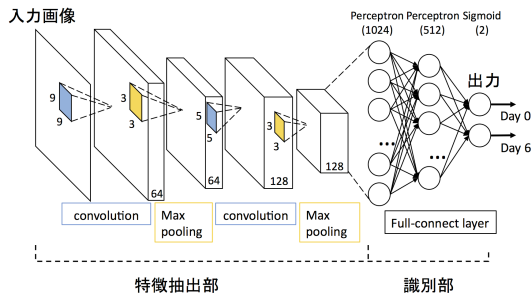 入力画像
Perceptron Perceptron Sigmoid
(1024) (512) (2)
9
9
3
3
5
5
3
3
出力
Day 0
Day 6
...
...
64
64
128
128
convolution
Max
pooling
convolution
Max
pooling
Full-connect layer
特徴抽出部
識別部